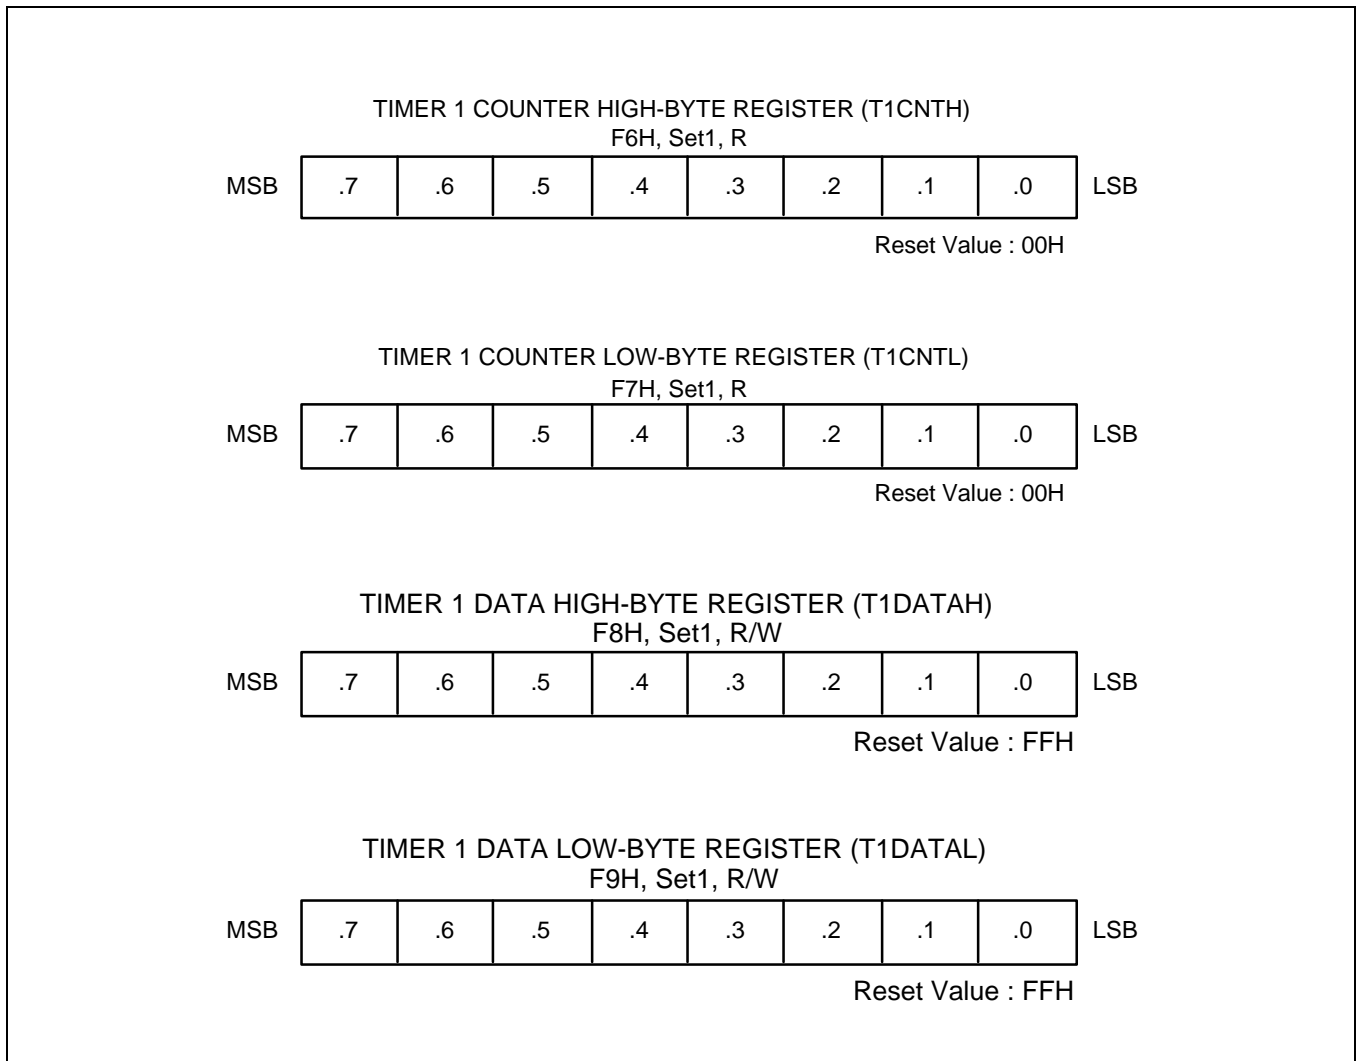 TIMER 1 COUNTER HIGH-BYTE REGISTER (T1CNTH)
F6H, Set1, R
MSB .7 .6 .5 .4 .3 .2 .1 .0 LSB
Reset Value : 00H
TIMER 1 COUNTER LOW-BYTE REGISTER (T1CNTL)
F7H, Set1, R
MSB .7 .6 .5 .4 .3 .2 .1 .0 LSB
Reset Value : 00H
TIMER 1 DATA HIGH-BYTE REGISTER (T1DATAH)
F8H, Set1, R/W
MSB .7 .6 .5 .4 .3 .2 .1 .0 LSB
Reset Value : FFH
TIMER 1 DATA LOW-BYTE REGISTER (T1DATAL)
F9H, Set1, R/W
MSB .7 .6 .5 .4 .3 .2 .1 .0 LSB
Reset Value : FFH